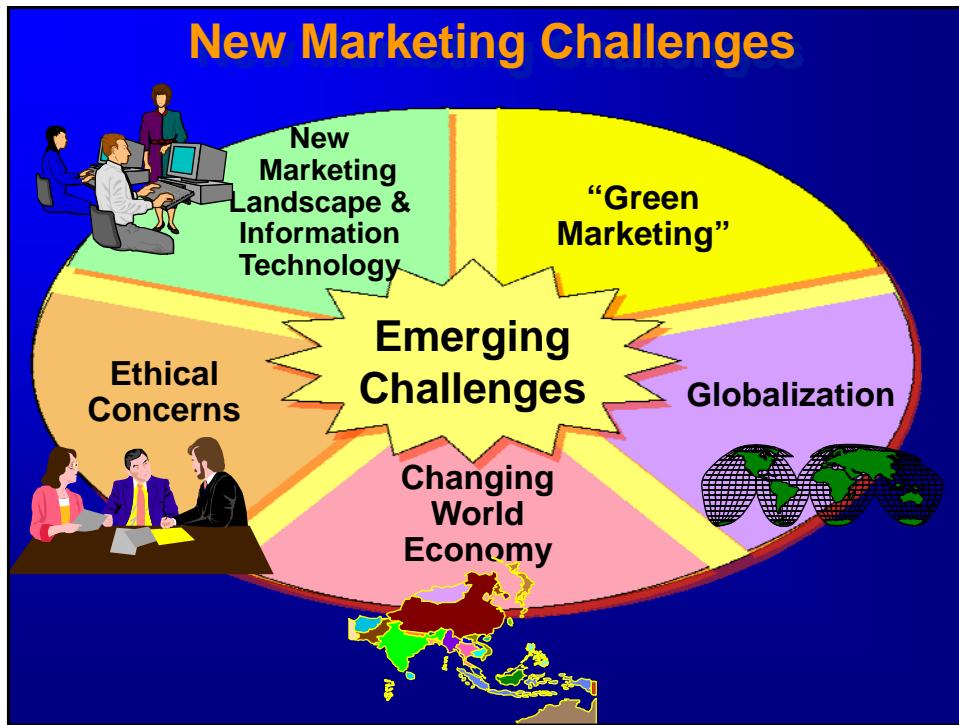 New Marketing Challenges
New
Marketing
Landscape &
Information
Technology
“Green
Marketing”
Emerging
Challenges
Ethical
Concerns
Globalization
Changing
World
Economy